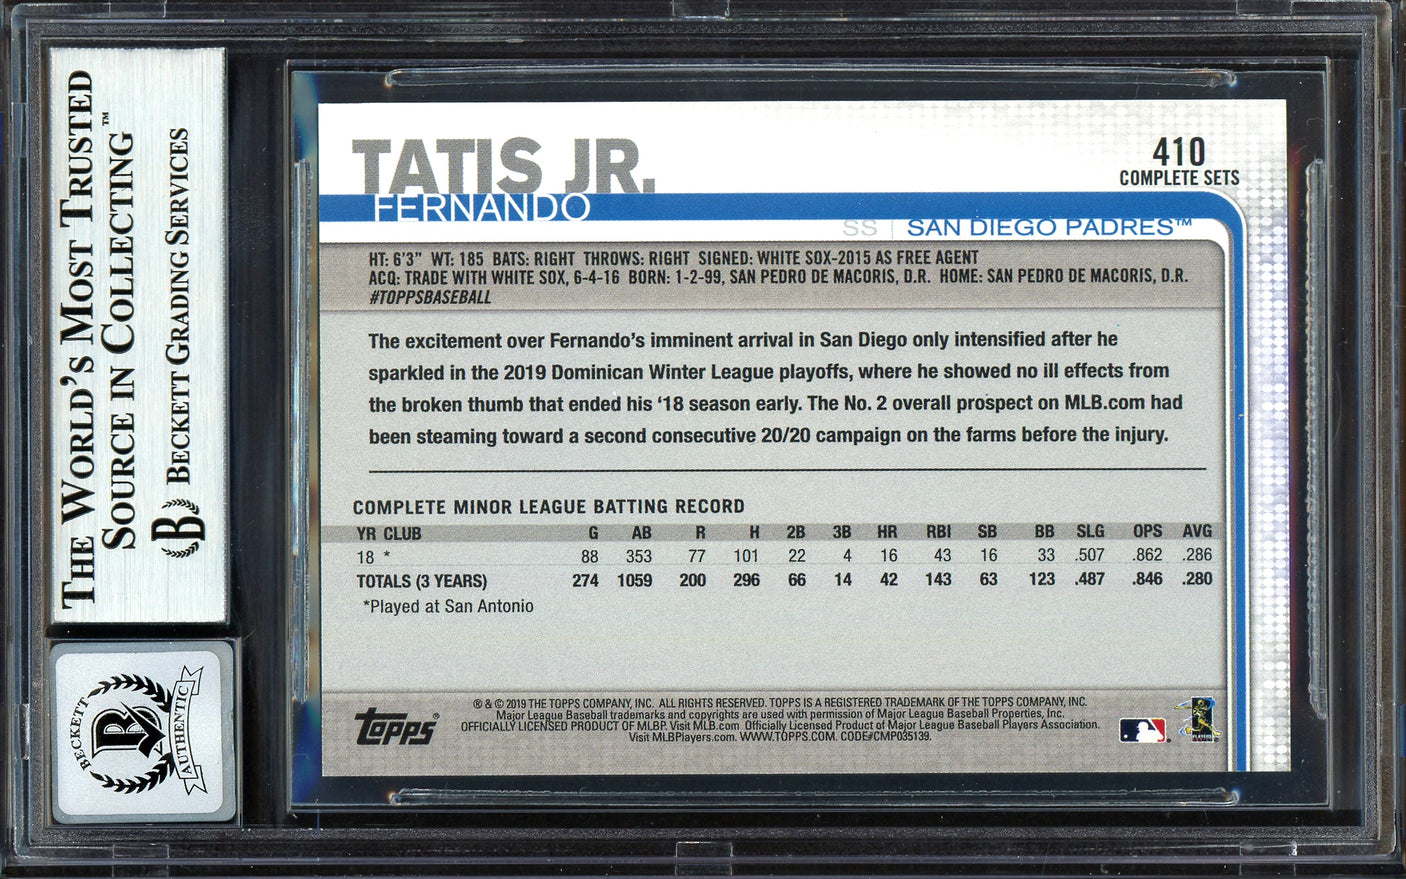 THE WORLD'S MOST TRUSTED
SOURCE IN COLLECTING™
BECKETT GRADING SERVICES
B
BECKETT
B
AUTHENTIC
TATIS JR.
FERNANDO
410
COMPLETE SETS
SS | SAN DIEGO PADRES™
HT: 6'3" WT: 185 BATS: RIGHT THROWS: RIGHT SIGNED: WHITE SOX-2015 AS FREE AGENT
ACQ: TRADE WITH WHITE SOX, 6-4-16 BORN: 1-2-99, SAN PEDRO DE MACORIS, D.R. HOME: SAN PEDRO DE MACORIS, D.R.
#TOPPSBASEBALL
The excitement over Fernando's imminent arrival in San Diego only intensified after he
sparkled in the 2019 Dominican Winter League playoffs, where he showed no ill effects from
the broken thumb that ended his '18 season early. The No. 2 overall prospect on MLB.com had
been steaming toward a second consecutive 20/20 campaign on the farms before the injury.
COMPLETE MINOR LEAGUE BATTING RECORD
YR CLUB G AB R H 2B 3B HR RBI SB BB SLG OPS AVG
18 * 88 353 77 101 22 4 16 43 16 33 .507 .862 .286
TOTALS (3 YEARS) 274 1059 200 296 66 14 42 143 63 123 .487 .846 .280
*Played at San Antonio
Topps®
® & © 2019 THE TOPPS COMPANY, INC. ALL RIGHTS RESERVED. TOPPS IS A REGISTERED TRADEMARK OF THE TOPPS COMPANY, INC.
Major League Baseball trademarks and copyrights are used with permission of Major League Baseball Properties, Inc.
OFFICIALLY LICENSED PRODUCT OF MLBP. Visit MLB.com Officially Licensed Product of Major League Baseball Players Association.
Visit MLBPlayers.com. WWW.TOPPS.COM. CODE#CMP035139.
PLAYERS